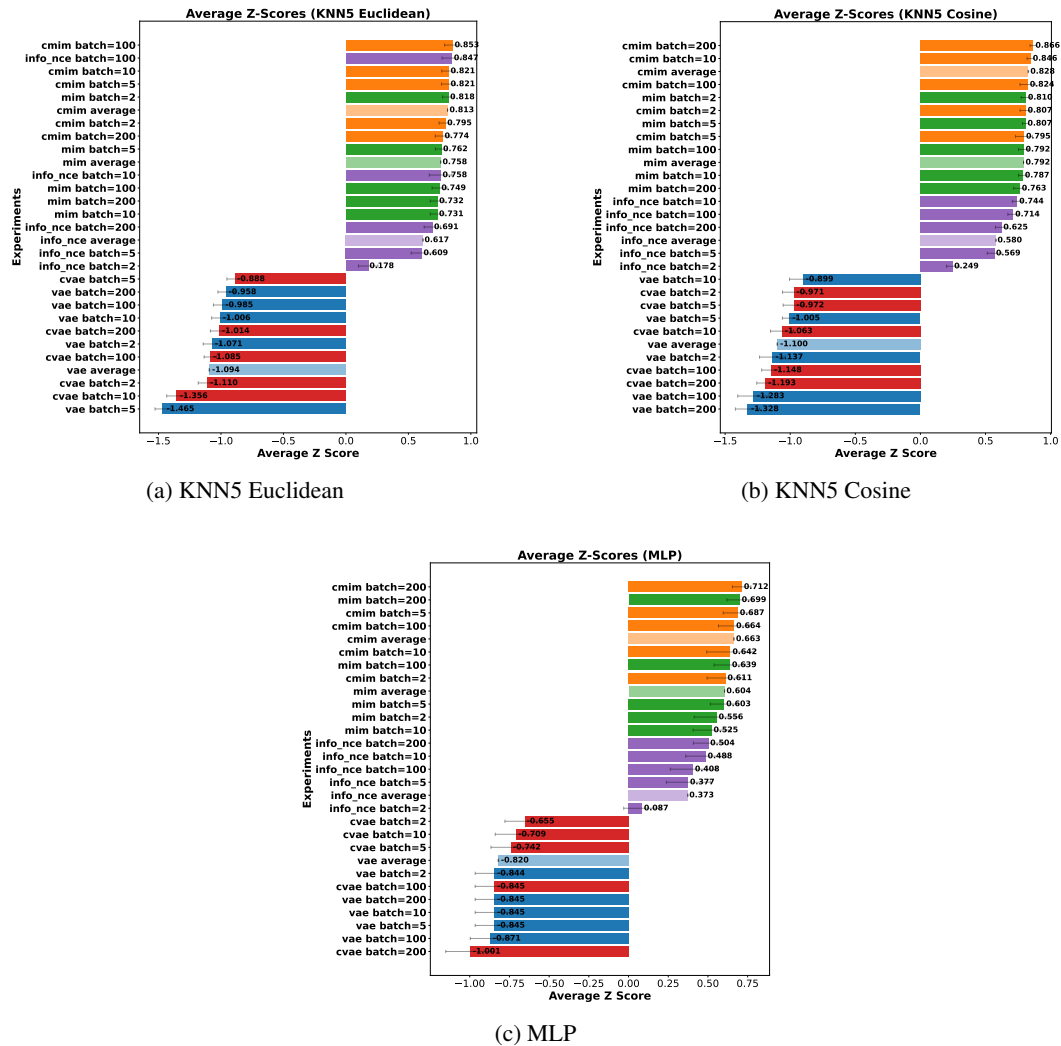 Average Z-Scores (KNN5 Euclidean)
cmim batch=100 0.853
info_nce batch=100 0.847
cmim batch=10 0.821
cmim batch=5 0.821
mim batch=2 0.818
cmim average 0.813
cmim batch=2 0.795
cmim batch=200 0.774
mim batch=5 0.762
mim average 0.758
info_nce batch=10 0.758
mim batch=100 0.749
mim batch=200 0.732
mim batch=10 0.731
info_nce batch=200 0.691
info_nce average 0.617
info_nce batch=5 0.609
info_nce batch=2 0.178
cvae batch=5 -0.888
vae batch=200 -0.958
vae batch=100 -0.985
vae batch=10 -1.006
cvae batch=200 -1.014
vae batch=2 -1.071
cvae batch=100 -1.085
vae average -1.094
cvae batch=2 -1.110
cvae batch=10 -1.356
vae batch=5 -1.465
Experiments
−1.5 −1.0 −0.5 0.0 0.5 1.0
Average Z Score
(a) KNN5 Euclidean
Average Z-Scores (KNN5 Cosine)
cmim batch=200 0.866
cmim batch=10 0.846
cmim average 0.828
cmim batch=100 0.824
mim batch=2 0.810
cmim batch=2 0.807
mim batch=5 0.807
cmim batch=5 0.795
mim batch=100 0.792
mim average 0.792
mim batch=10 0.787
mim batch=200 0.763
info_nce batch=10 0.744
info_nce batch=100 0.714
info_nce batch=200 0.625
info_nce average 0.580
info_nce batch=5 0.569
info_nce batch=2 0.249
vae batch=10 -0.899
cvae batch=2 -0.971
cvae batch=5 -0.972
vae batch=5 -1.005
cvae batch=10 -1.063
vae average -1.100
vae batch=2 -1.137
cvae batch=100 -1.148
cvae batch=200 -1.193
vae batch=100 -1.283
vae batch=200 -1.328
Experiments
−1.5 −1.0 −0.5 0.0 0.5 1.0
Average Z Score
(b) KNN5 Cosine
Average Z-Scores (MLP)
cmim batch=200 0.712
mim batch=200 0.699
cmim batch=5 0.687
cmim batch=100 0.664
cmim average 0.663
cmim batch=10 0.642
mim batch=100 0.639
cmim batch=2 0.611
mim average 0.604
mim batch=5 0.603
mim batch=2 0.556
mim batch=10 0.525
info_nce batch=200 0.504
info_nce batch=10 0.488
info_nce batch=100 0.408
info_nce batch=5 0.377
info_nce average 0.373
info_nce batch=2 0.087
cvae batch=2 -0.655
cvae batch=10 -0.709
cvae batch=5 -0.742
vae average -0.820
vae batch=2 -0.844
cvae batch=100 -0.845
vae batch=200 -0.845
vae batch=10 -0.845
vae batch=5 -0.845
vae batch=100 -0.871
cvae batch=200 -1.001
Experiments
−1.00 −0.75 −0.50 −0.25 0.00 0.25 0.50 0.75
Average Z Score
(c) MLP